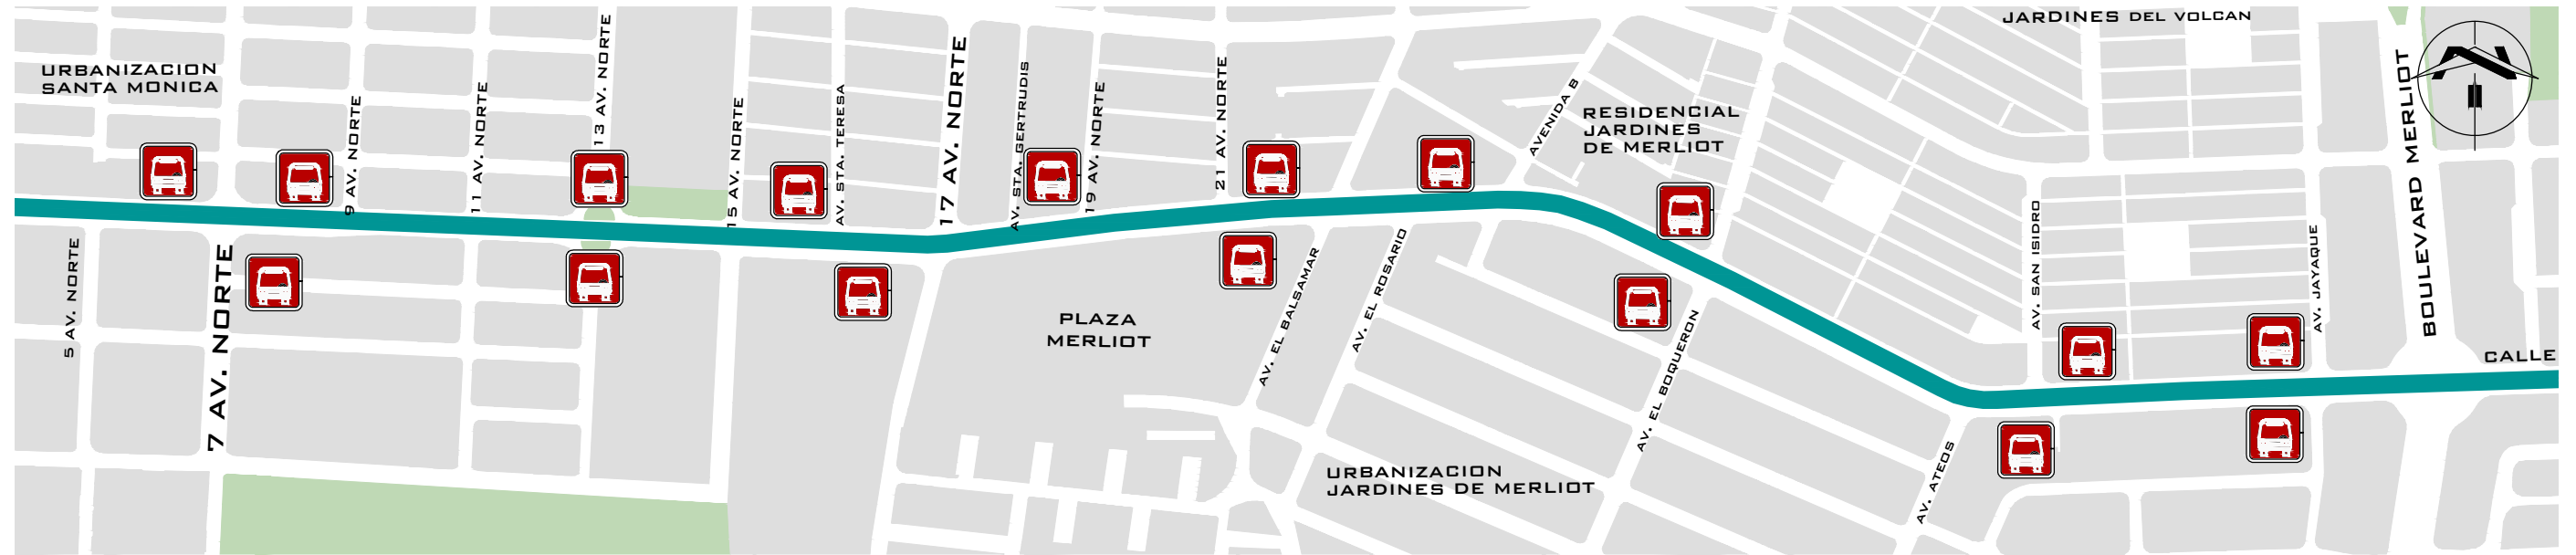 JARDINES DEL VOLCAN
URBANIZACION
SANTA MONICA
5 AV. NORTE
7 AV. NORTE
9 AV. NORTE
11 AV. NORTE
13 AV. NORTE
15 AV. NORTE
AV. STA. TERESA
17 AV. NORTE
AV. STA. GERTRUDIS
19 AV. NORTE
21 AV. NORTE
PLAZA
MERLIOT
AV. EL BALSAMAR
AV. EL ROSARIO
AVENIDA B
RESIDENCIAL
JARDINES
DE MERLIOT
URBANIZACION
JARDINES DE MERLIOT
AV. EL BOQUERON
AV. ATEOS
AV. SAN ISIDRO
AV. JAYAQUE
BOULEVARD MERLIOT
CALLE